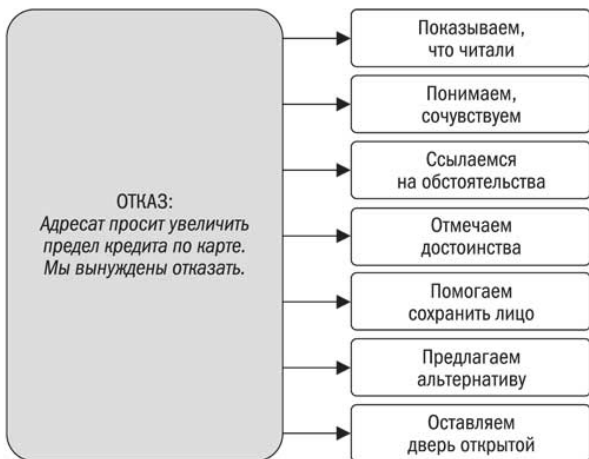 ОТКАЗ:
Адресат просит увеличить
предел кредита по карте.
Мы вынуждены отказать.
Показываем,
что читали
Понимаем,
сочувствуем
Ссылаемся
на обстоятельства
Отмечаем
достоинства
Помогаем
сохранить лицо
Предлагаем
альтернативу
Оставляем
дверь открытой